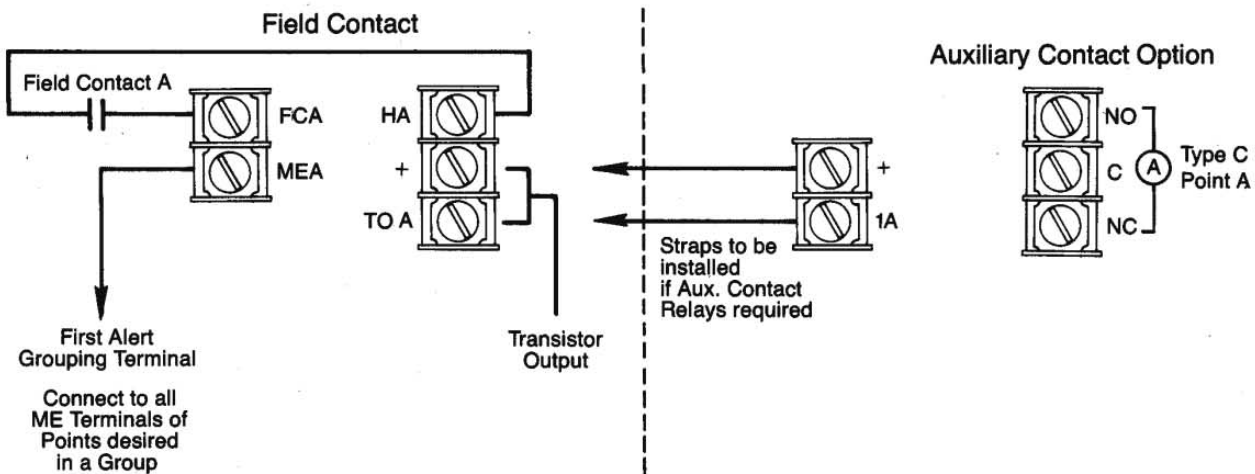 Field Contact
Auxiliary Contact Option
Field Contact A
FCA
HA
NO
MEA
+
+
C
A
Type C
Point A
TO A
1A
NC
Straps to be
installed
if Aux. Contact
Relays required
First Alert
Grouping Terminal
Transistor
Output
Connect to all
ME Terminals of
Points desired
in a Group